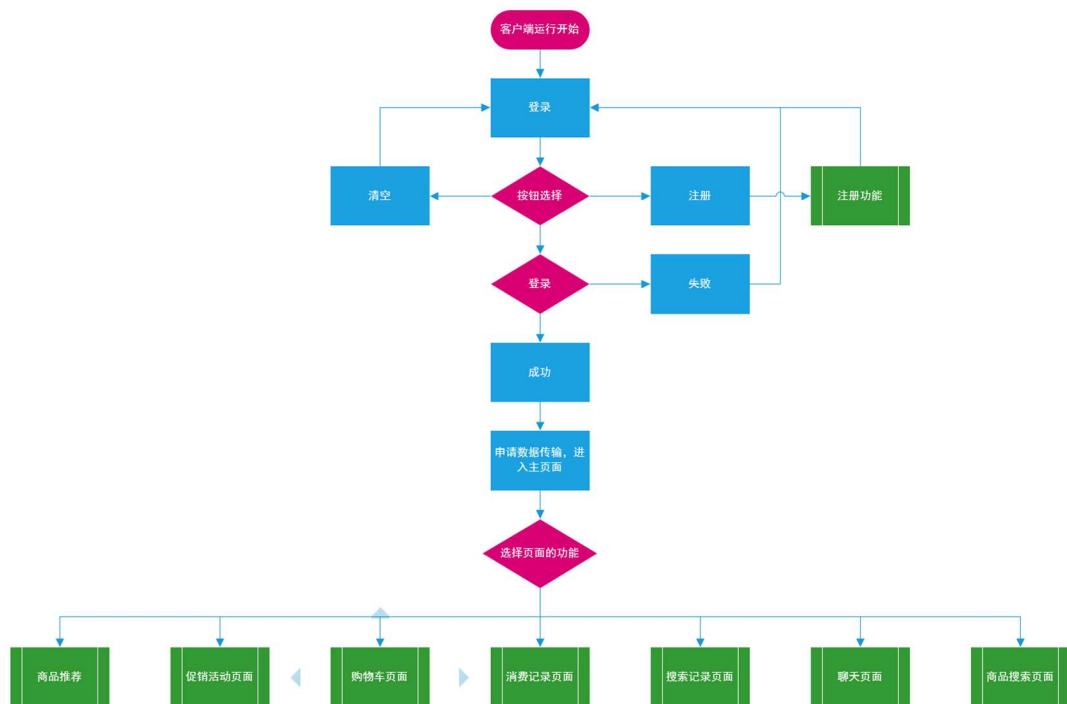 客户端运行开始
登录
清空
按钮选择
注册
注册功能
登录
失败
成功
申请数据传输，进
入主页面
选择页面的功能
商品推荐
促销活动页面
购物车页面
消费记录页面
搜索记录页面
聊天页面
商品搜索页面